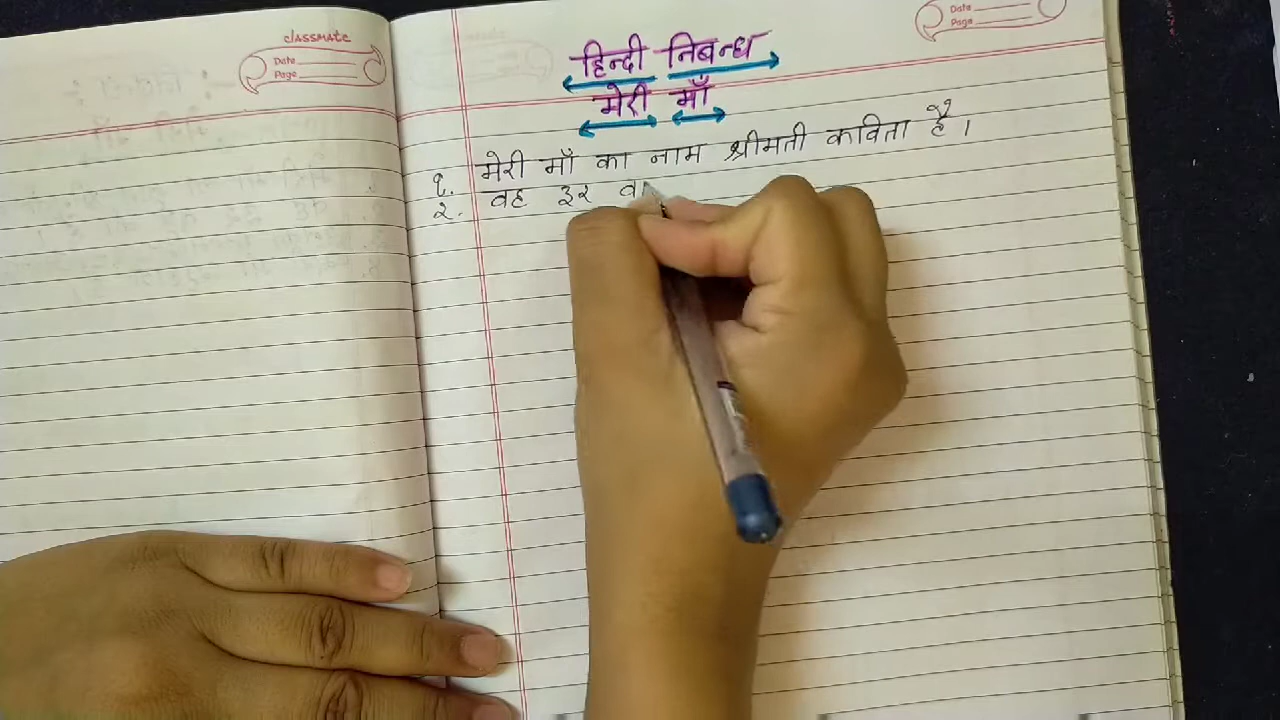 CLASSMATE
Date
Page
Date
Page
हिन्दी निबन्ध
मेरी माँ
१. मेरी माँ का नाम श्रीमती कविता है।
२. वह ३२